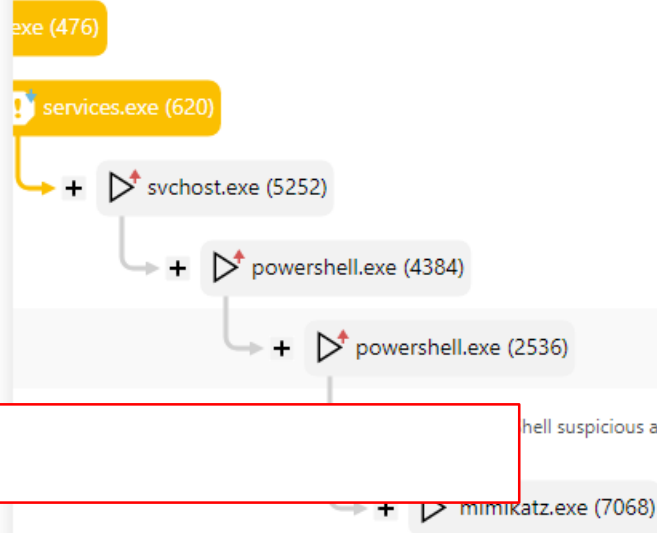 exe (476)
services.exe (620)
svchost.exe (5252)
powershell.exe (4384)
powershell.exe (2536)
hell suspicious a
mimikatz.exe (7068)